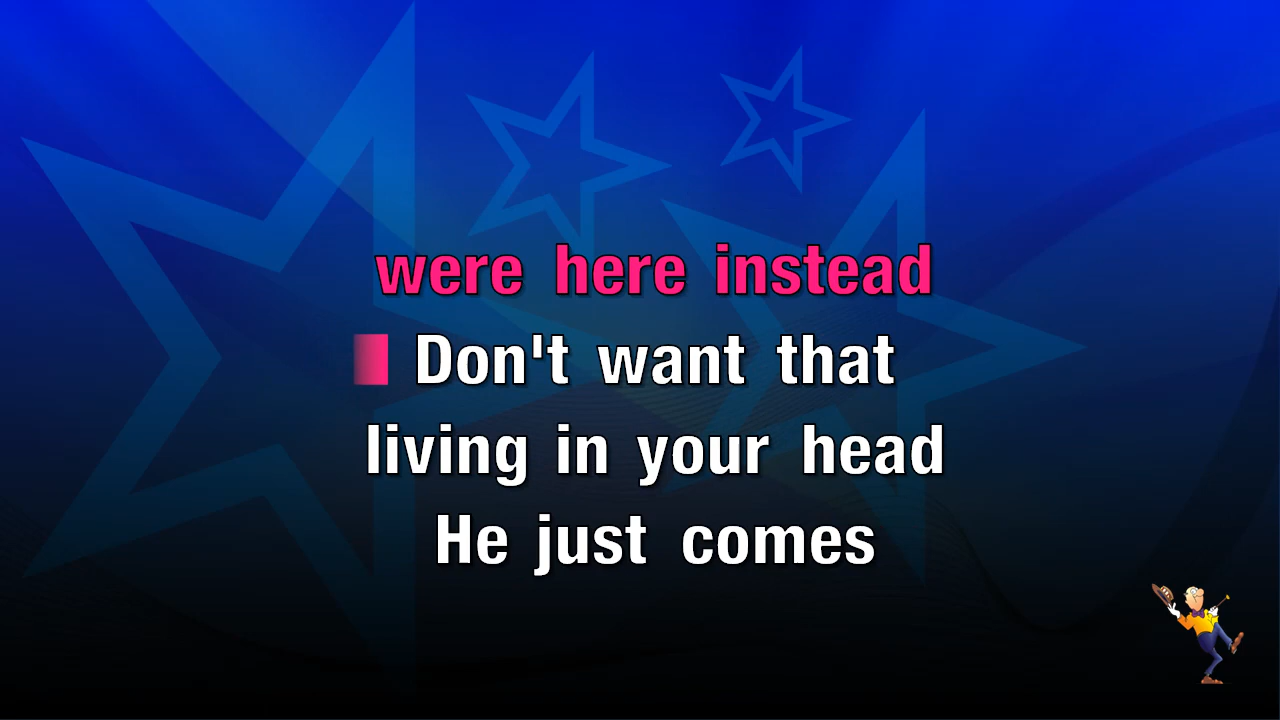 were here instead
Don't want that
living in your head
He just comes